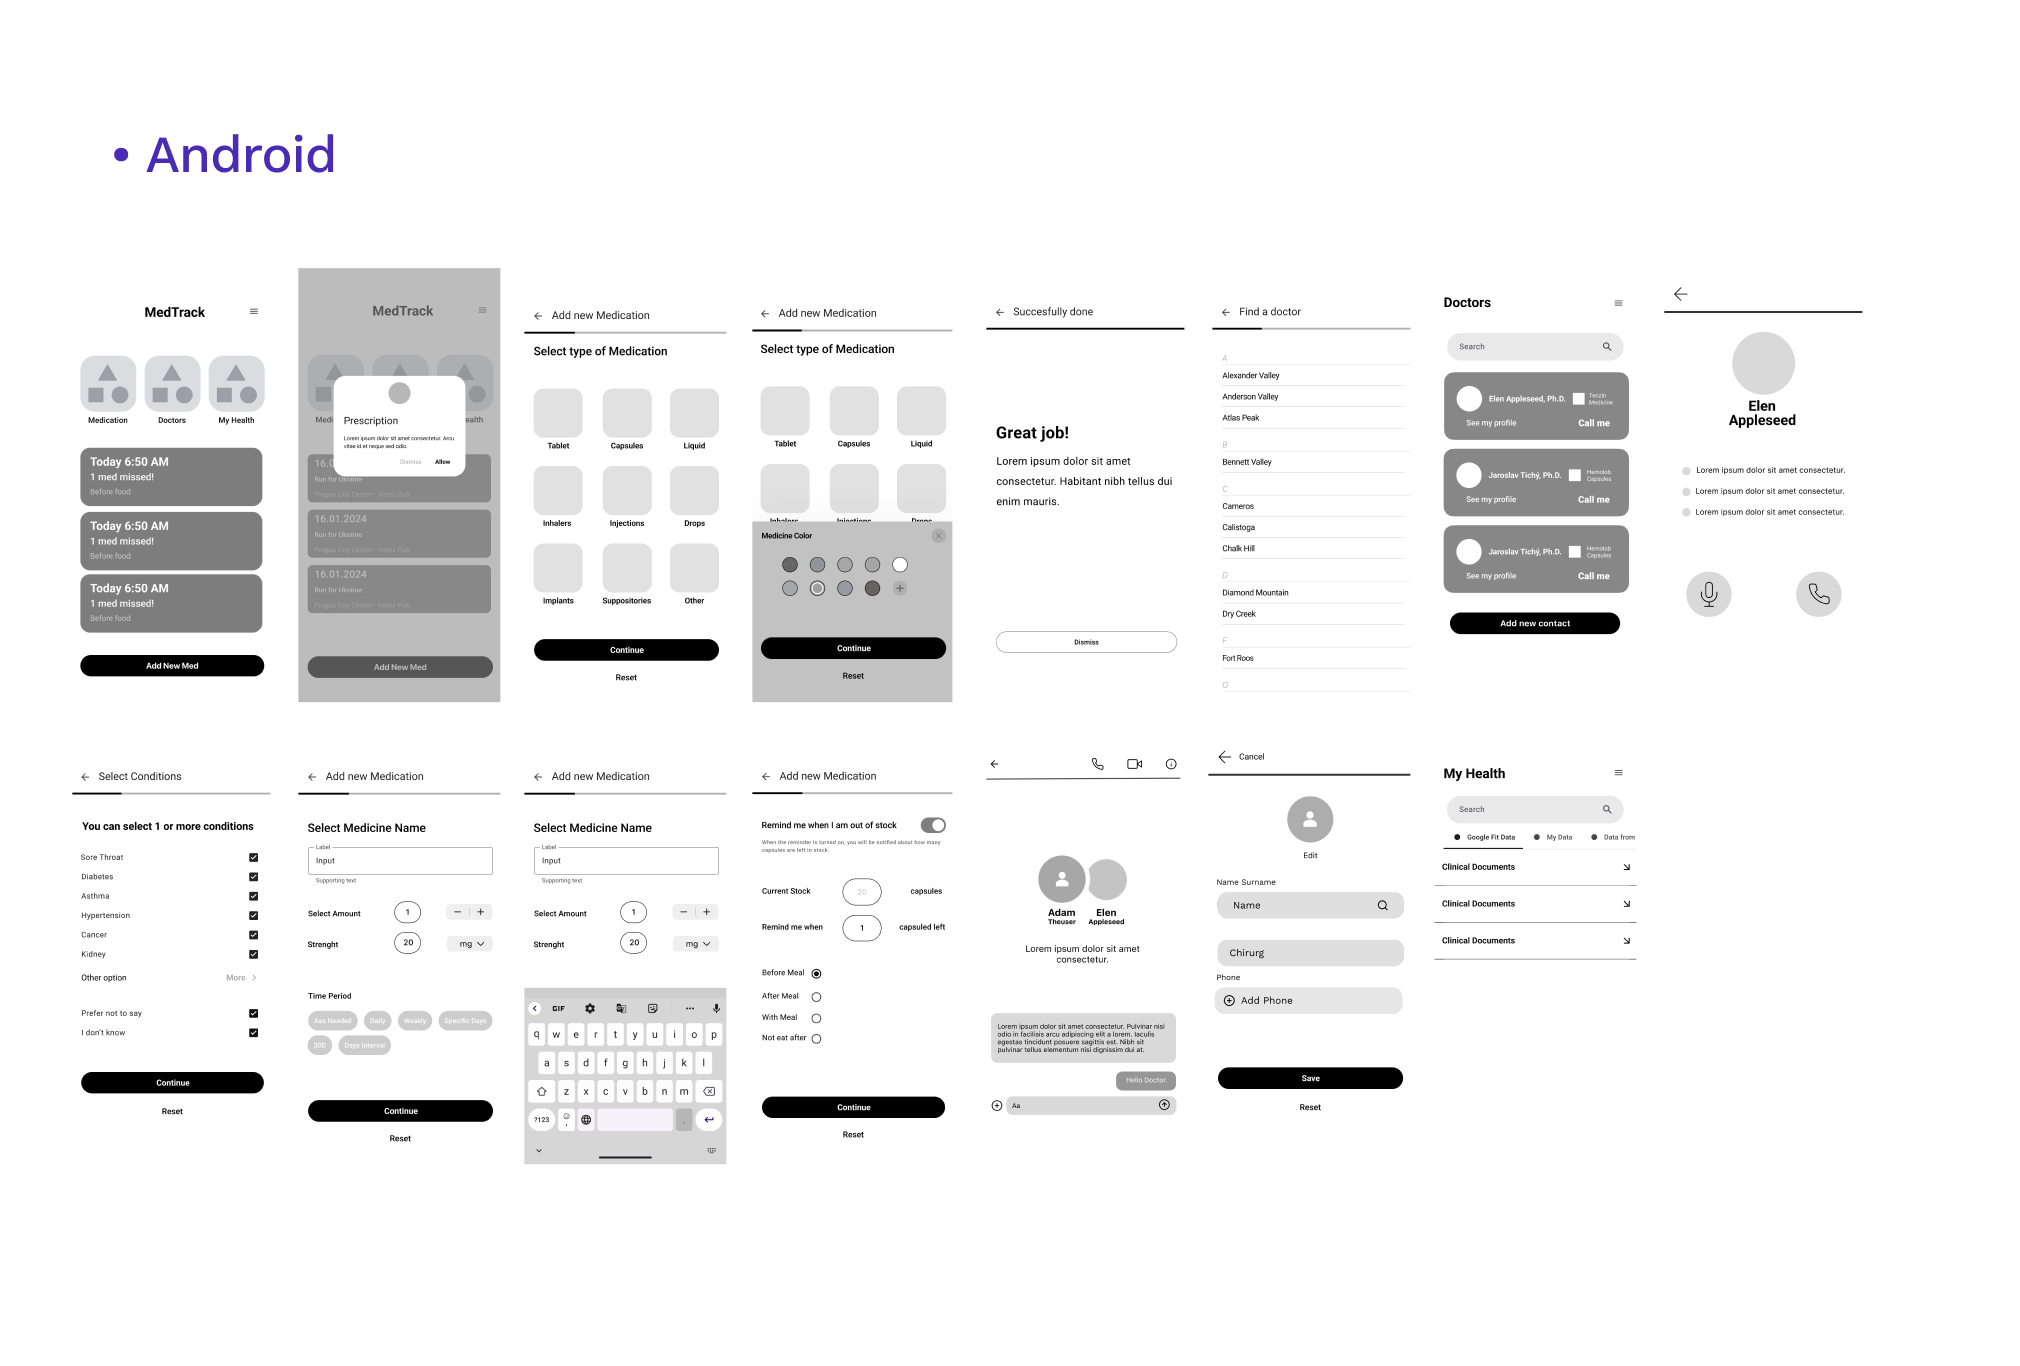 • Android
MedTrack
Medication
Doctors
My Health
Today 6:50 AM
1 med missed!
Before food
Today 6:50 AM
1 med missed!
Before food
Today 6:50 AM
1 med missed!
Before food
Add New Med
MedTrack
Medi
ealth
Prescription
Lorem ipsum dolor sit amet consectetur. Arcu
vitae id et neque sed odio.
Dismiss
Allow
16.0
Run for Ukraine
Prague City Center - Holes Pub
16.01.2024
Run for Ukraine
Prague City Center - Holes Pub
16.01.2024
Run for Ukraine
Prague City Center - Holes Pub
Add New Med
Add new Medication
Select type of Medication
Tablet
Capsules
Liquid
Inhalers
Injections
Drops
Implants
Suppositories
Other
Continue
Reset
Add new Medication
Select type of Medication
Tablet
Capsules
Liquid
Inhalers
Injections
Drops
Medicine Color
Continue
Reset
Succesfully done
Great job!
Lorem ipsum dolor sit amet
consectetur. Habitant nibh tellus dui
enim mauris.
Dismiss
Find a doctor
A
Alexander Valley
Anderson Valley
Atlas Peak
B
Bennett Valley
C
Carneros
Calistoga
Chalk Hill
D
Diamond Mountain
Dry Creek
F
Fort Roos
G
Doctors
Search
Elen Appleseed, Ph.D.
Tenzin
Medicine
See my profile
Call me
Jaroslav Tichý, Ph.D.
Hemolob
Capsules
See my profile
Call me
Jaroslav Tichý, Ph.D.
Hemolob
Capsules
See my profile
Call me
Add new contact
Elen
Appleseed
Lorem ipsum dolor sit amet consectetur.
Lorem ipsum dolor sit amet consectetur.
Lorem ipsum dolor sit amet consectetur.
Select Conditions
You can select 1 or more conditions
Sore Throat
Diabetes
Asthma
Hypertension
Cancer
Kidney
Other option
More
Prefer not to say
I don't know
Continue
Reset
Add new Medication
Select Medicine Name
Label
Input
Supporting text
Select Amount
1
Strenght
20
mg
Time Period
Ass Needed
Daily
Weakly
Specific Days
30D
Days Interval
Continue
Reset
Add new Medication
Select Medicine Name
Label
Input
Supporting text
Select Amount
1
Strenght
20
mg
GIF
q w e r t y u i o p
a s d f g h j k l
z x c v b n m
?123 , .
Add new Medication
Remind me when I am out of stock
When the reminder is turned on, you will be notified about how many
capsules are left in stock.
Current Stock
20
capsules
Remind me when
1
capsuled left
Before Meal
After Meal
With Meal
Not eat after
Continue
Reset
Adam
Theuser
Elen
Appleseed
Lorem ipsum dolor sit amet
consectetur.
Lorem ipsum dolor sit amet consectetur. Pulvinar nisi
odio in facilisis arcu adipiscing elit a lorem. Iaculis
egestas tincidunt posuere sagittis est. Nibh sit
pulvinar tellus elementum nisi dignissim dui at.
Hello Doctor.
Aa
Cancel
Edit
Name Surname
Name
Chirurg
Phone
Add Phone
Save
Reset
My Health
Search
Google Fit Data
My Data
Data from
Clinical Documents
Clinical Documents
Clinical Documents